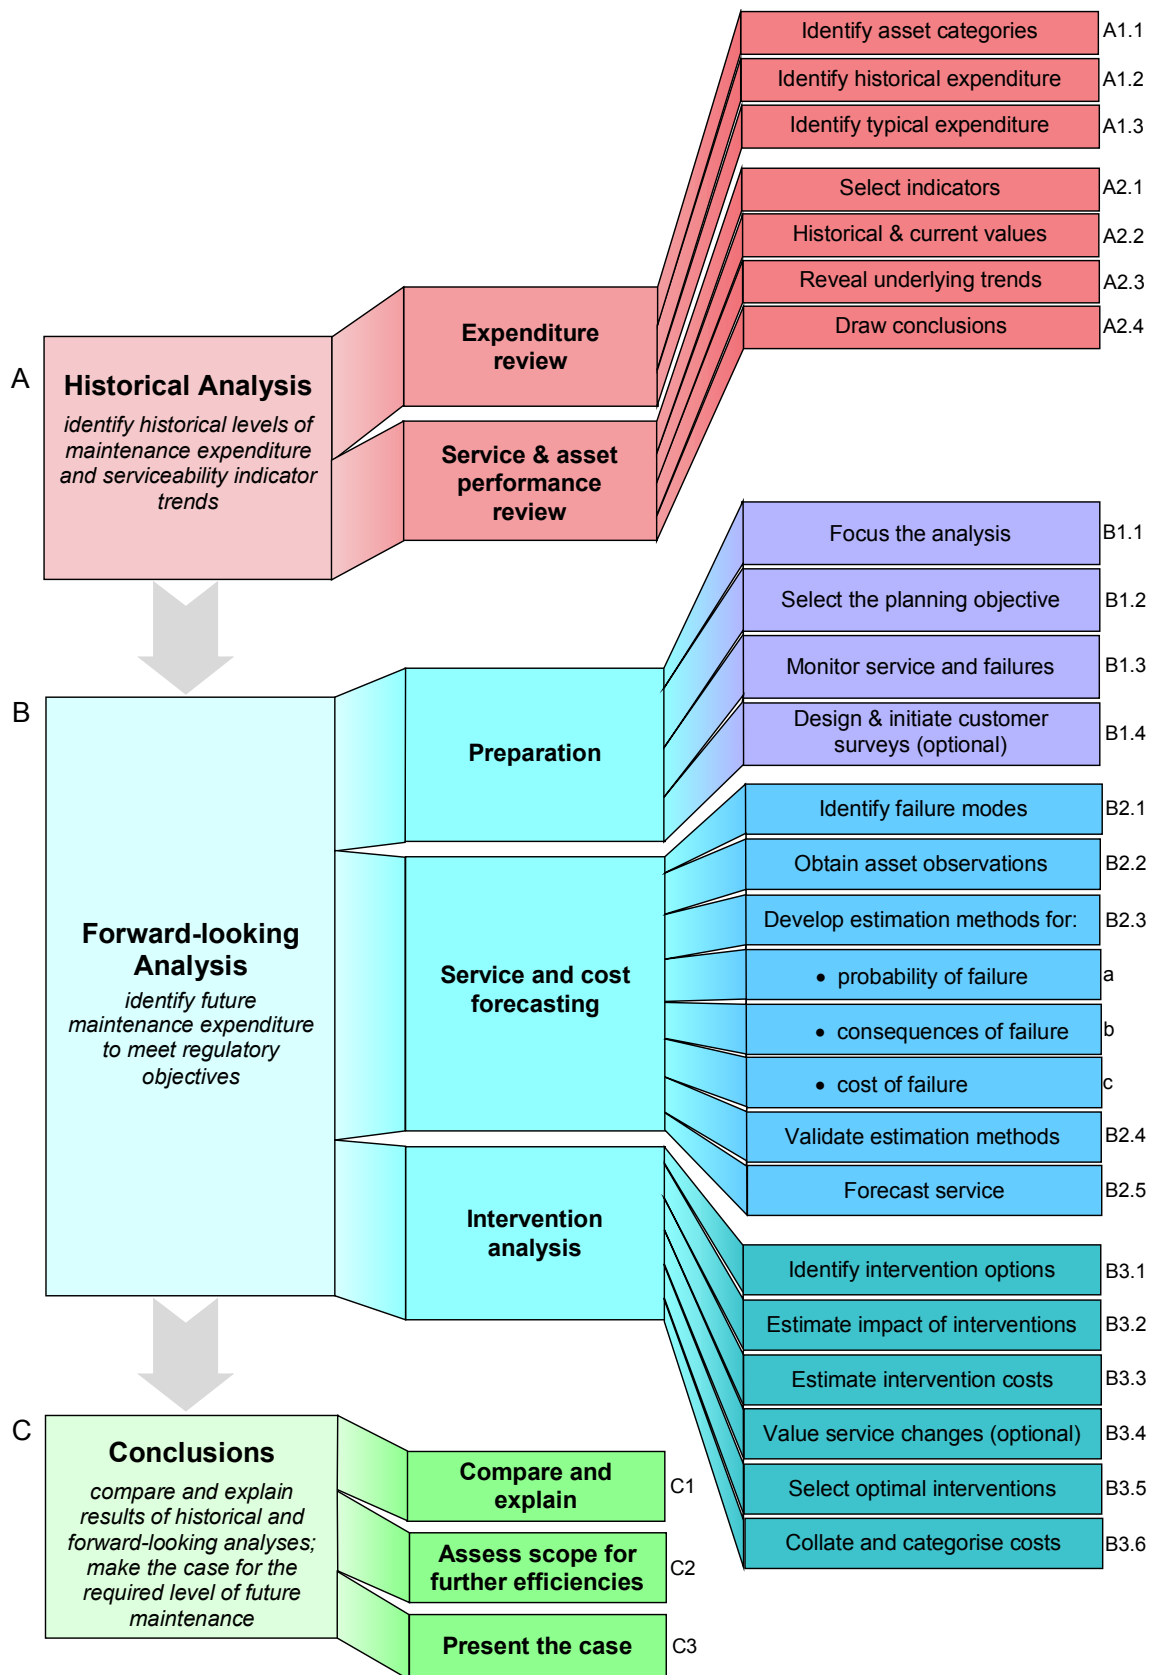 A
Historical Analysis
identify historical levels of
maintenance expenditure
and serviceability indicator
trends
Expenditure
review
Identify asset categories A1.1
Identify historical expenditure A1.2
Identify typical expenditure A1.3
Service & asset
performance
review
Select indicators A2.1
Historical & current values A2.2
Reveal underlying trends A2.3
Draw conclusions A2.4
B
Forward-looking
Analysis
identify future
maintenance expenditure
to meet regulatory
objectives
Preparation
Focus the analysis B1.1
Select the planning objective B1.2
Monitor service and failures B1.3
Design & initiate customer
surveys (optional) B1.4
Service and cost
forecasting
Identify failure modes B2.1
Obtain asset observations B2.2
Develop estimation methods for: B2.3
• probability of failure a
• consequences of failure b
• cost of failure c
Validate estimation methods B2.4
Forecast service B2.5
Intervention
analysis
Identify intervention options B3.1
Estimate impact of interventions B3.2
Estimate intervention costs B3.3
Value service changes (optional) B3.4
Select optimal interventions B3.5
Collate and categorise costs B3.6
C
Conclusions
compare and explain
results of historical and
forward-looking analyses;
make the case for the
required level of future
maintenance
Compare and
explain C1
Assess scope for
further efficiencies C2
Present the case C3